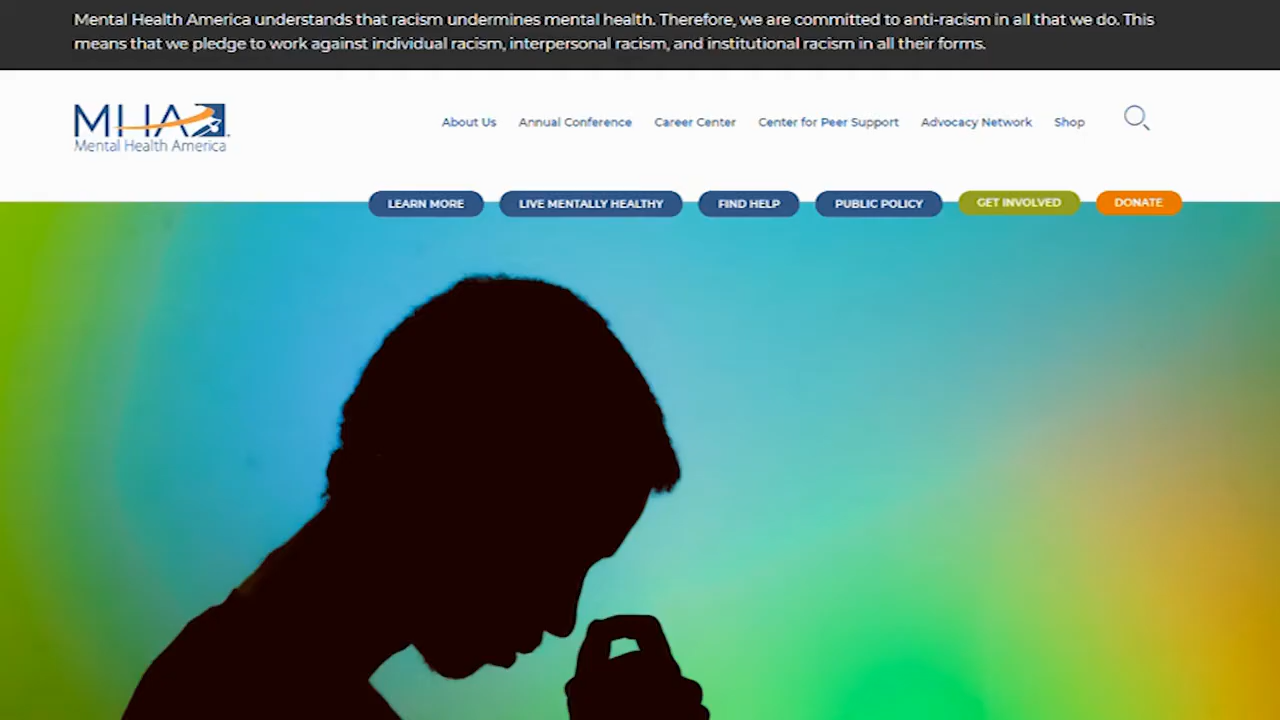 Mental Health America understands that racism undermines mental health. Therefore, we are committed to anti-racism in all that we do. This
means that we pledge to work against individual racism, interpersonal racism, and institutional racism in all their forms.
MHA
Mental Health America
About Us Annual Conference Career Center Center for Peer Support Advocacy Network Shop
LEARN MORE LIVE MENTALLY HEALTHY FIND HELP PUBLIC POLICY GET INVOLVED DONATE